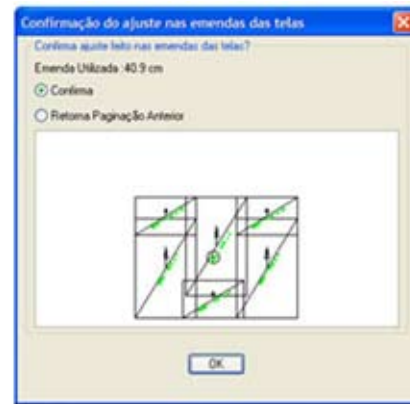 Confirmação do ajuste nas emendas das telas
Confirma ajuste feito nas emendas das telas?
Emenda Utilizada :40.9 cm
Confirma
Retorna Paginação Anterior
OK